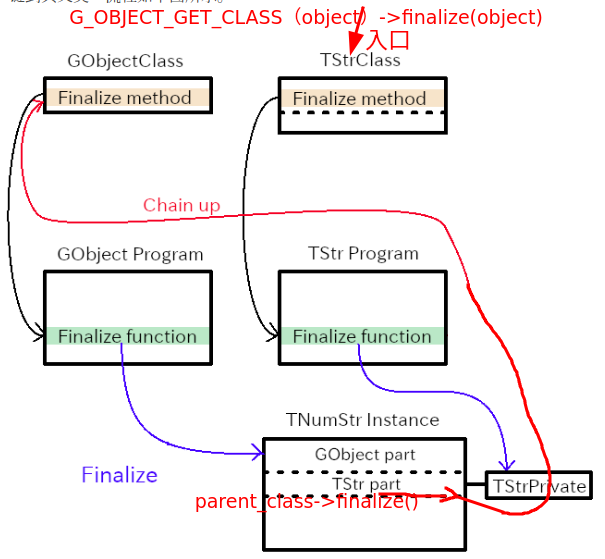 G_OBJECT_GET_CLASS（object）->finalize(object)
入口
GObjectClass
TStrClass
Finalize method
Finalize method
Chain up
GObject Program
TStr Program
Finalize function
Finalize function
TNumStr Instance
GObject part
Finalize
TStr part
TStrPrivate
parent_class->finalize()